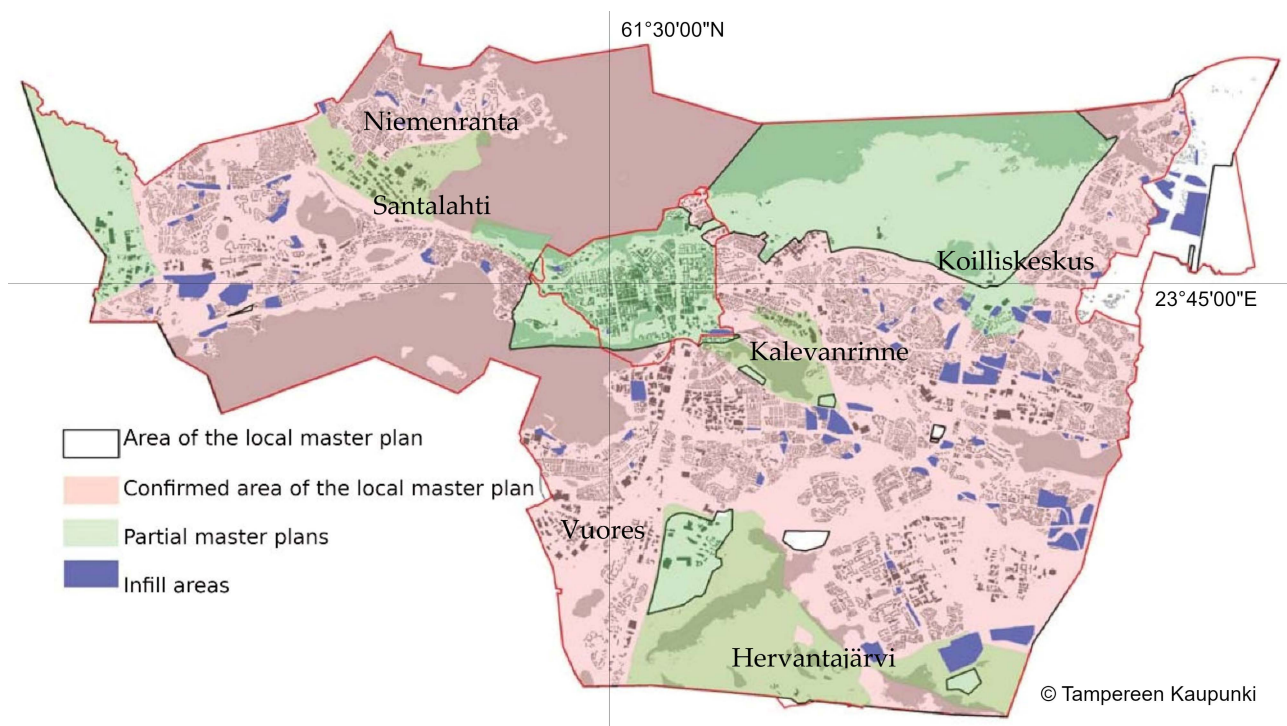 61°30'00"N
Niemenranta
Santalahti
Koilliskeskus
23°45'00"E
Kalevanrinne
Area of the local master plan
Confirmed area of the local master plan
Partial master plans
Infill areas
Vuores
Hervantajärvi
© Tampereen Kaupunki